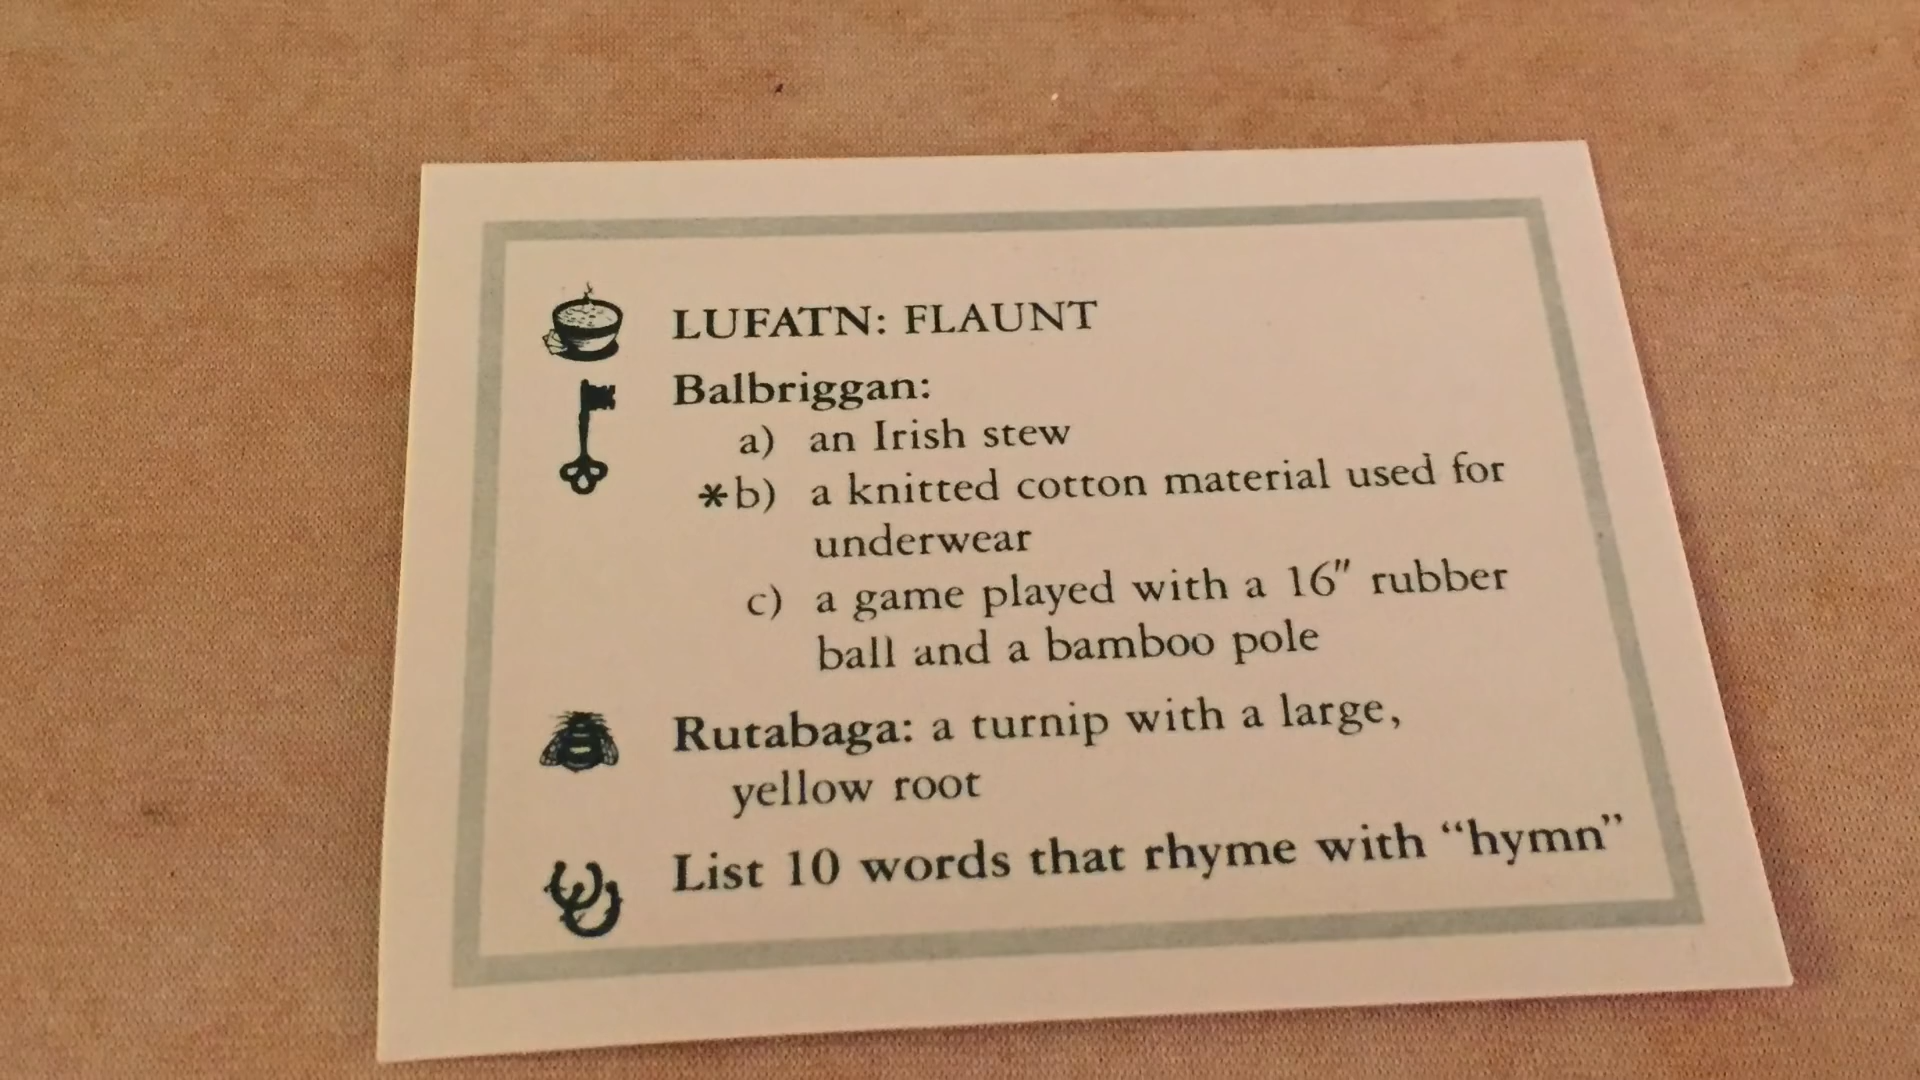 LUFATN: FLAUNT
Balbriggan:
a) an Irish stew
*b) a knitted cotton material used for
underwear
c) a game played with a 16" rubber
ball and a bamboo pole
Rutabaga: a turnip with a large,
yellow root
List 10 words that rhyme with “hymn”